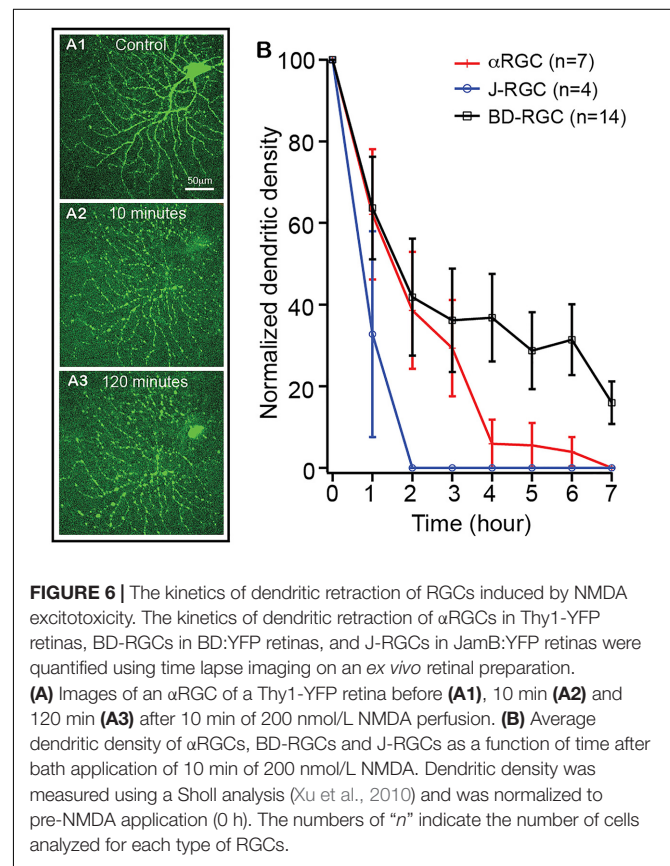 A1 Control
50μm
A2 10 minutes
A3 120 minutes
B
Normalized dendritic density
100
80
60
40
20
0
αRGC (n=7)
J-RGC (n=4)
BD-RGC (n=14)
0 1 2 3 4 5 6 7
Time (hour)
FIGURE 6 | The kinetics of dendritic retraction of RGCs induced by NMDA
excitotoxicity. The kinetics of dendritic retraction of αRGCs in Thy1-YFP
retinas, BD-RGCs in BD:YFP retinas, and J-RGCs in JamB:YFP retinas were
quantified using time lapse imaging on an ex vivo retinal preparation.
(A) Images of an αRGC of a Thy1-YFP retina before (A1), 10 min (A2) and
120 min (A3) after 10 min of 200 nmol/L NMDA perfusion. (B) Average
dendritic density of αRGCs, BD-RGCs and J-RGCs as a function of time after
bath application of 10 min of 200 nmol/L NMDA. Dendritic density was
measured using a Sholl analysis (Xu et al., 2010) and was normalized to
pre-NMDA application (0 h). The numbers of “n” indicate the number of cells
analyzed for each type of RGCs.